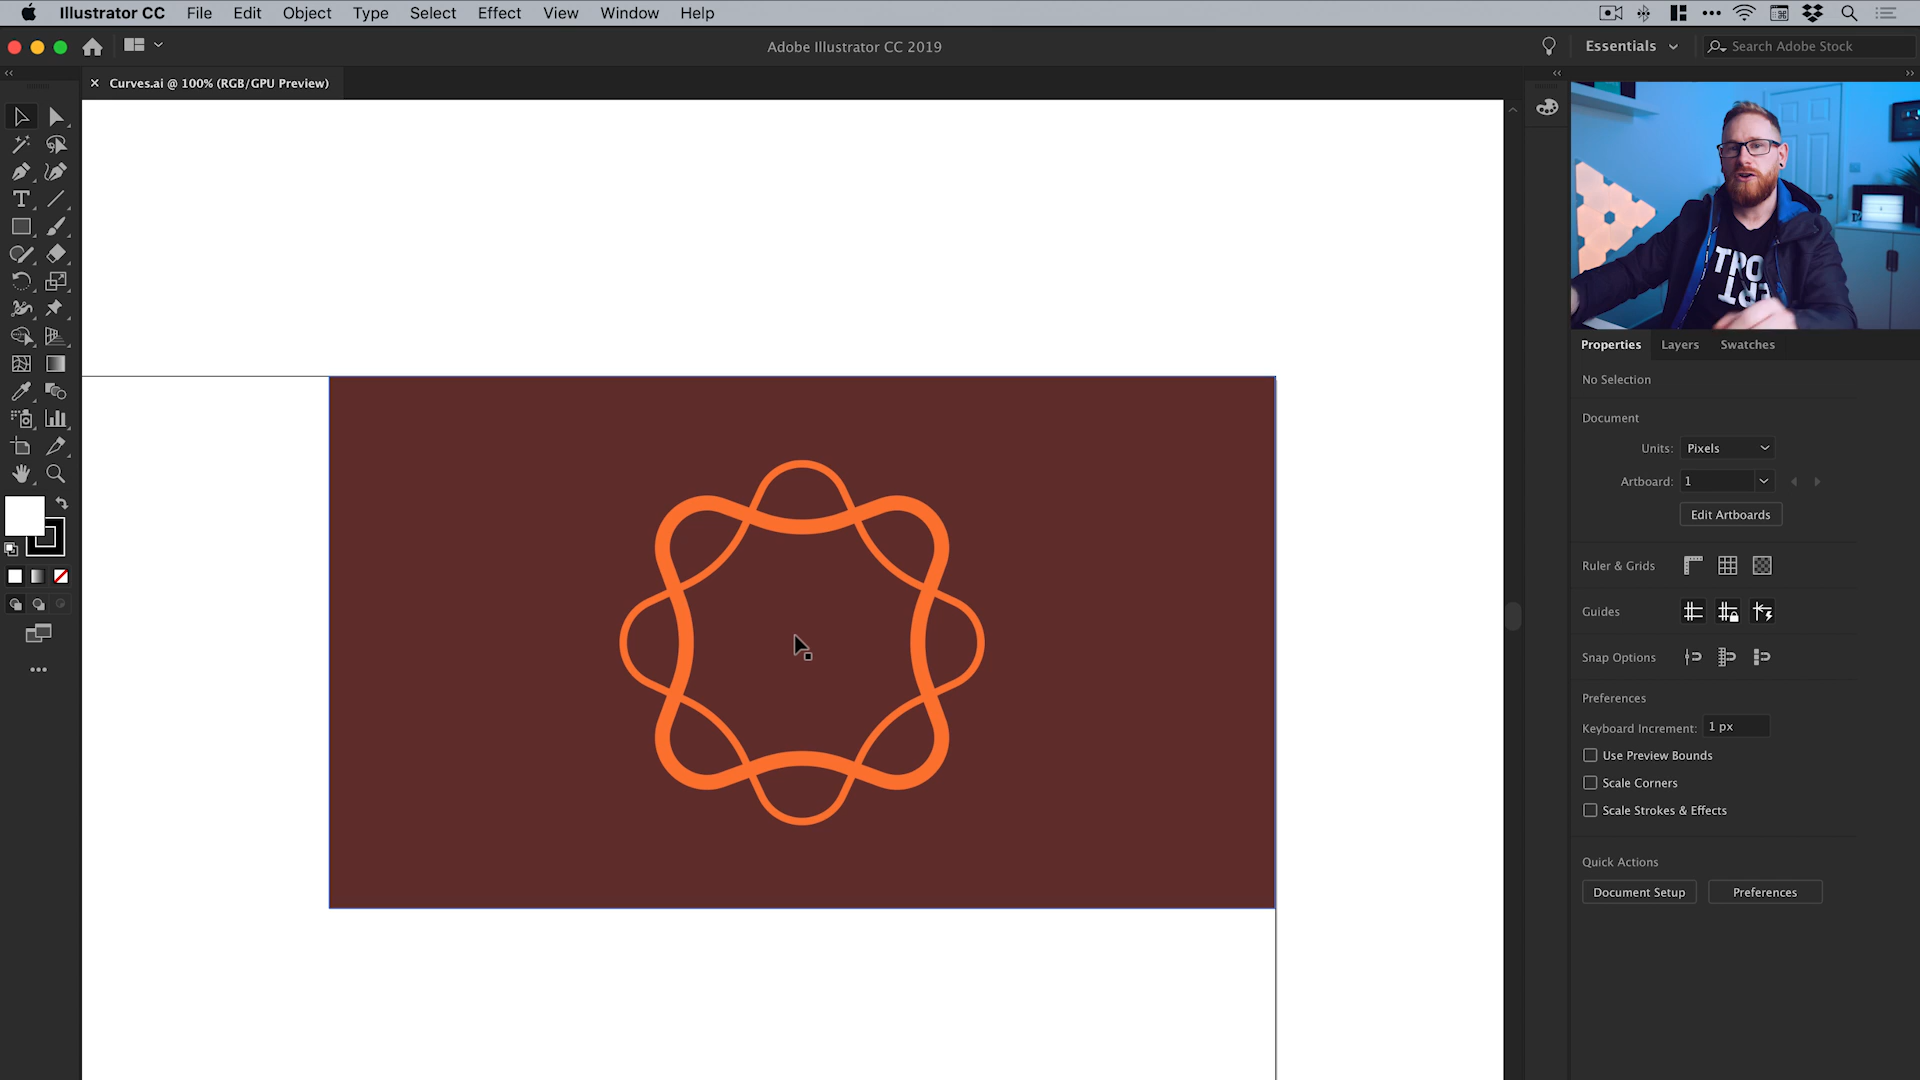 Illustrator CC File Edit Object Type Select Effect View Window Help
Adobe Illustrator CC 2019
Essentials
Search Adobe Stock
× Curves.ai @ 100% (RGB/GPU Preview)
Properties Layers Swatches
No Selection
Document
Units: Pixels
Artboard: 1
Edit Artboards
Ruler & Grids
Guides
Snap Options
Preferences
Keyboard Increment: 1 px
Use Preview Bounds
Scale Corners
Scale Strokes & Effects
Quick Actions
Document Setup Preferences